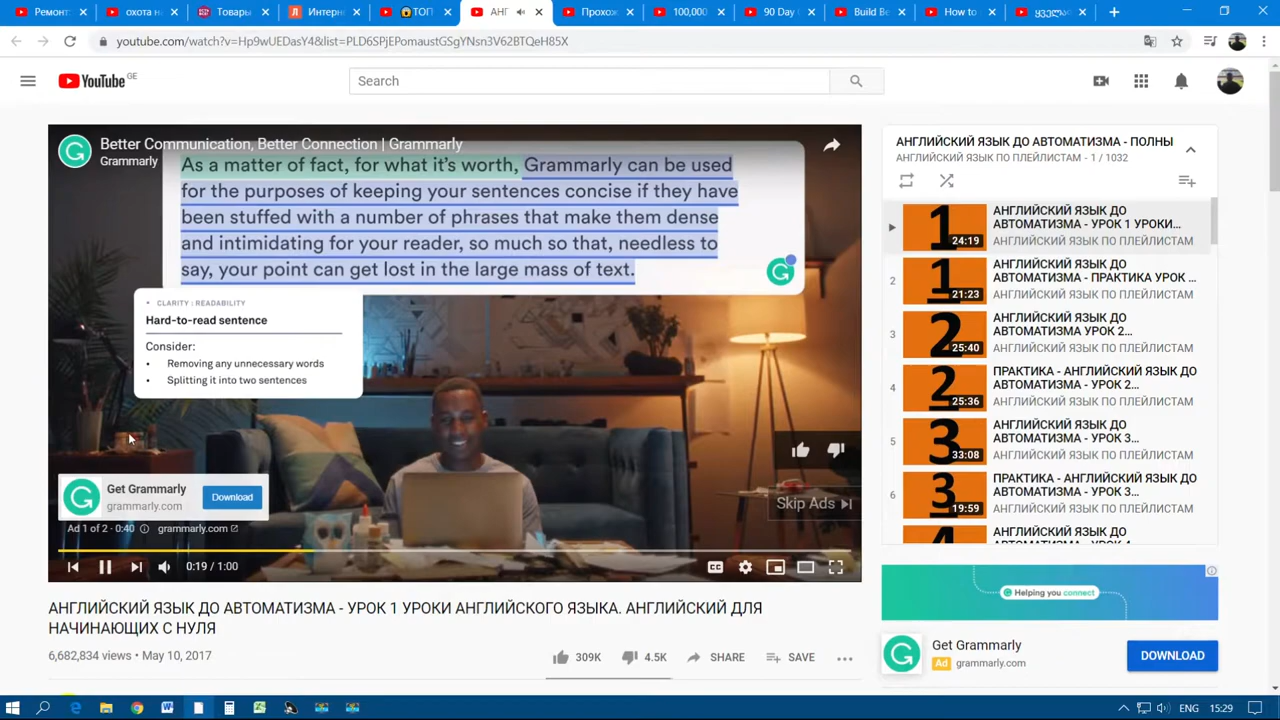 Ремонт
охота н
Товары
Интерн
ТОП
АНГ
Прохож
100,000
90 Day
Build Be
How to
ყველა
youtube.com/watch?v=Hp9wUEDasY4&list=PLD6SPjEPomaustGSgYNsn3V62BTQeH85X
YouTube GE
Search
Better Communication, Better Connection | Grammarly
Grammarly
As a matter of fact, for what it's worth, Grammarly can be used
for the purposes of keeping your sentences concise if they have
been stuffed with a number of phrases that make them dense
and intimidating for your reader, so much so that, needless to
say, your point can get lost in the large mass of text.
CLARITY : READABILITY
Hard-to-read sentence
Consider:
• Removing any unnecessary words
• Splitting it into two sentences
Get Grammarly
grammarly.com
Download
Skip Ads
Ad 1 of 2 · 0:40
grammarly.com
0:19 / 1:00
CC
АНГЛИЙСКИЙ ЯЗЫК ДО АВТОМАТИЗМА - УРОК 1 УРОКИ АНГЛИЙСКОГО ЯЗЫКА. АНГЛИЙСКИЙ ДЛЯ
НАЧИНАЮЩИХ С НУЛЯ
6,682,834 views • May 10, 2017
309K
4.5K
SHARE
SAVE
АНГЛИЙСКИЙ ЯЗЫК ДО АВТОМАТИЗМА - ПОЛНЫ
АНГЛИЙСКИЙ ЯЗЫК ПО ПЛЕЙЛИСТАМ - 1 / 1032
1
24:19
АНГЛИЙСКИЙ ЯЗЫК ДО
АВТОМАТИЗМА - УРОК 1 УРОКИ...
АНГЛИЙСКИЙ ЯЗЫК ПО ПЛЕЙЛИСТАМ
2
1
21:23
АНГЛИЙСКИЙ ЯЗЫК ДО
АВТОМАТИЗМА - ПРАКТИКА УРОК ...
АНГЛИЙСКИЙ ЯЗЫК ПО ПЛЕЙЛИСТАМ
3
2
25:40
АНГЛИЙСКИЙ ЯЗЫК ДО
АВТОМАТИЗМА УРОК 2...
АНГЛИЙСКИЙ ЯЗЫК ПО ПЛЕЙЛИСТАМ
4
2
25:36
ПРАКТИКА - АНГЛИЙСКИЙ ЯЗЫК ДО
АВТОМАТИЗМА - УРОК 2...
АНГЛИЙСКИЙ ЯЗЫК ПО ПЛЕЙЛИСТАМ
5
3
33:08
АНГЛИЙСКИЙ ЯЗЫК ДО
АВТОМАТИЗМА - УРОК 3...
АНГЛИЙСКИЙ ЯЗЫК ПО ПЛЕЙЛИСТАМ
6
3
19:59
ПРАКТИКА - АНГЛИЙСКИЙ ЯЗЫК ДО
АВТОМАТИЗМА - УРОК 3...
АНГЛИЙСКИЙ ЯЗЫК ПО ПЛЕЙЛИСТАМ
АНГЛИЙСКИЙ ЯЗЫК ДО
Helping you connect
Get Grammarly
Ad grammarly.com
DOWNLOAD
ENG
15:29